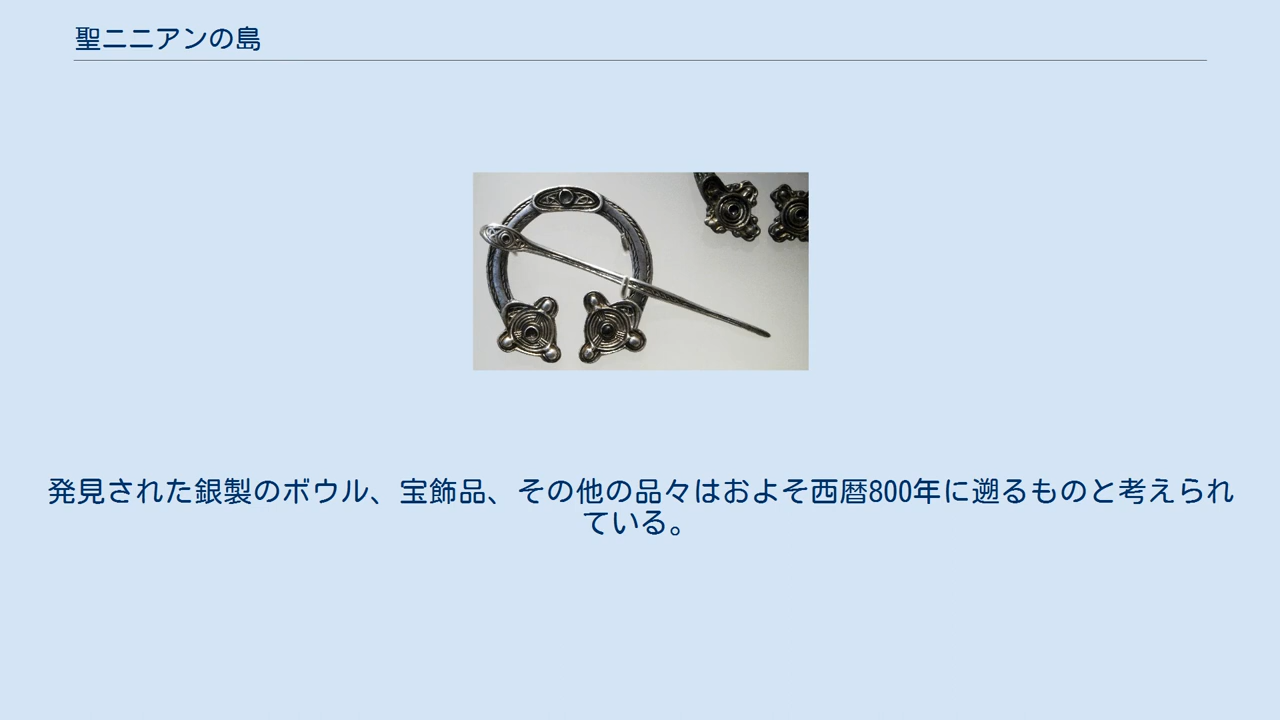 聖ニニアンの島
発見された銀製のボウル、宝飾品、その他の品々はおよそ西暦800年に遡るものと考えられ
ている。